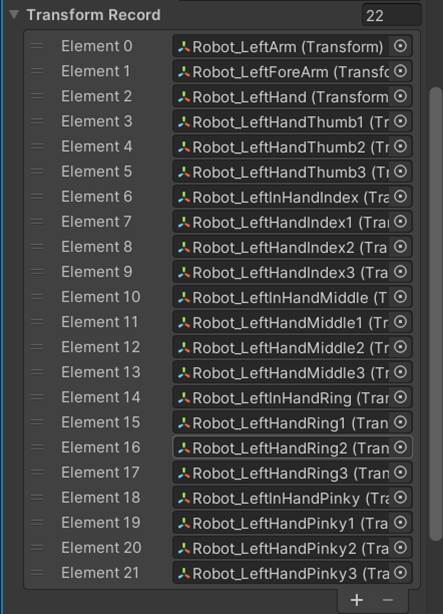 Transform Record 22
Element 0 Robot_LeftArm (Transform)
Element 1 Robot_LeftForeArm (Transfo
Element 2 Robot_LeftHand (Transform
Element 3 Robot_LeftHandThumb1 (Tr
Element 4 Robot_LeftHandThumb2 (Tr
Element 5 Robot_LeftHandThumb3 (Tr
Element 6 Robot_LeftInHandIndex (Tra
Element 7 Robot_LeftHandIndex1 (Tra
Element 8 Robot_LeftHandIndex2 (Tra
Element 9 Robot_LeftHandIndex3 (Tra
Element 10 Robot_LeftInHandMiddle (T
Element 11 Robot_LeftHandMiddle1 (Tr
Element 12 Robot_LeftHandMiddle2 (Tr
Element 13 Robot_LeftHandMiddle3 (Tr
Element 14 Robot_LeftInHandRing (Tra
Element 15 Robot_LeftHandRing1 (Tran
Element 16 Robot_LeftHandRing2 (Tran
Element 17 Robot_LeftHandRing3 (Tran
Element 18 Robot_LeftInHandPinky (Tra
Element 19 Robot_LeftHandPinky1 (Tra
Element 20 Robot_LeftHandPinky2 (Tra
Element 21 Robot_LeftHandPinky3 (Tra
+ −